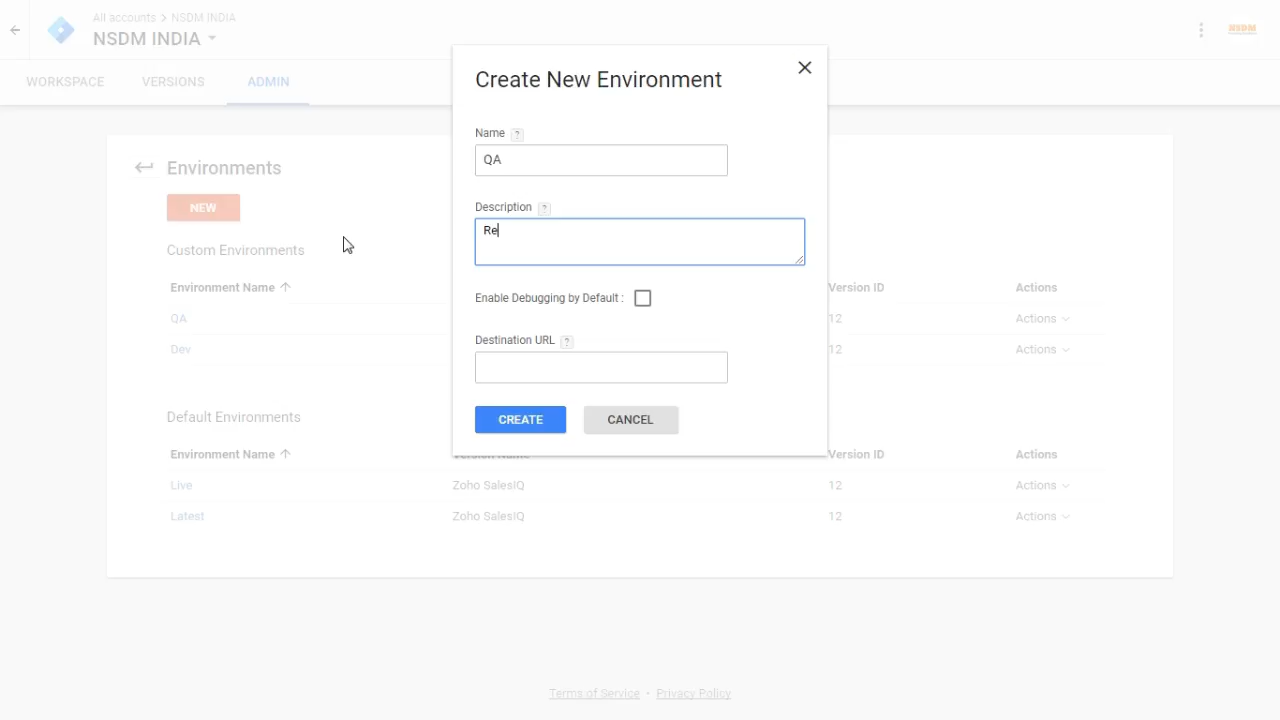 All accounts > NSDM INDIA
NSDM INDIA
NSDM
WORKSPACE VERSIONS ADMIN
Create New Environment
Name ?
QA
Description ?
Re
Enable Debugging by Default :
Destination URL ?
CREATE CANCEL
Environments
NEW
Custom Environments
Environment Name Version ID Actions
QA 12 Actions
Dev 12 Actions
Default Environments
Environment Name Version Name Version ID Actions
Live Zoho SalesIQ 12 Actions
Latest Zoho SalesIQ 12 Actions
Terms of Service · Privacy Policy